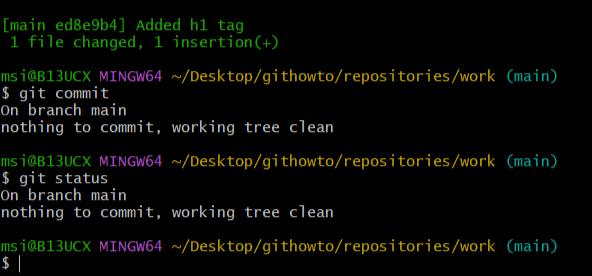 [main ed8e9b4] Added h1 tag
 1 file changed, 1 insertion(+)
msi@B13UCX MINGW64 ~/Desktop/githowto/repositories/work (main)
$ git commit
On branch main
nothing to commit, working tree clean
msi@B13UCX MINGW64 ~/Desktop/githowto/repositories/work (main)
$ git status
On branch main
nothing to commit, working tree clean
msi@B13UCX MINGW64 ~/Desktop/githowto/repositories/work (main)
$